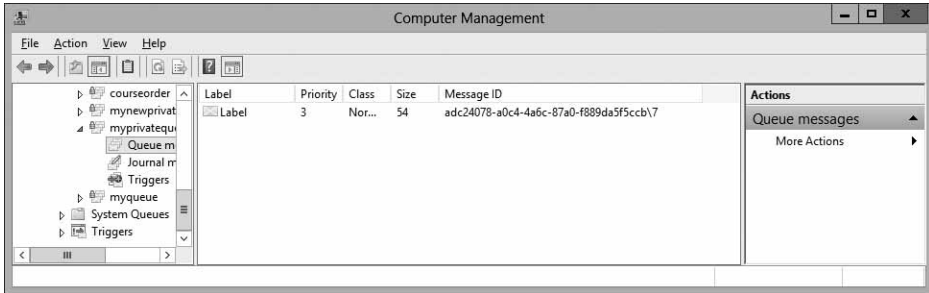 Computer Management
File Action View Help
courseorder
mynewprivat
myprivatequ
Queue m
Journal m
Triggers
myqueue
System Queues
Triggers
Label Priority Class Size Message ID
Label 3 Nor... 54 adc24078-a0c4-4a6c-87a0-f889da5f5ccb\7
Actions
Queue messages
More Actions